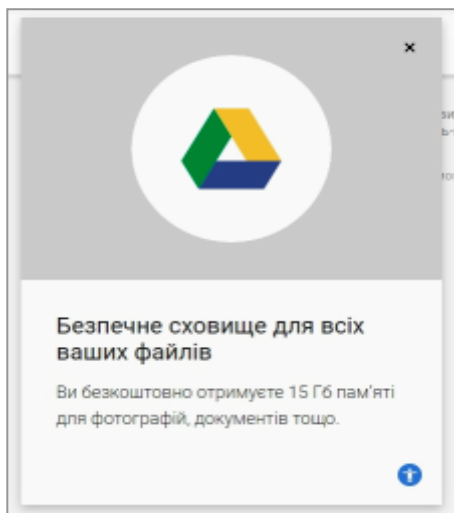 Безпечне сховище для всіх
ваших файлів
Ви безкоштовно отримуєте 15 Гб пам'яті
для фотографій, документів тощо.